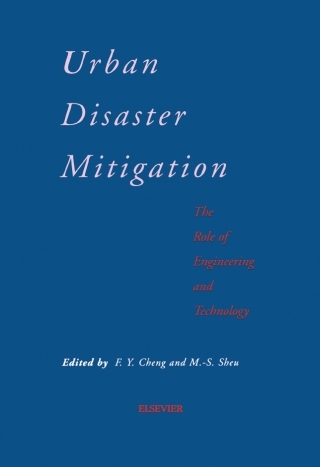 Urban
Disaster
Mitigation
The
Role of
Engineering
and
Technology
Edited by F. Y. Cheng and M.-S. Sheu
ELSEVIER